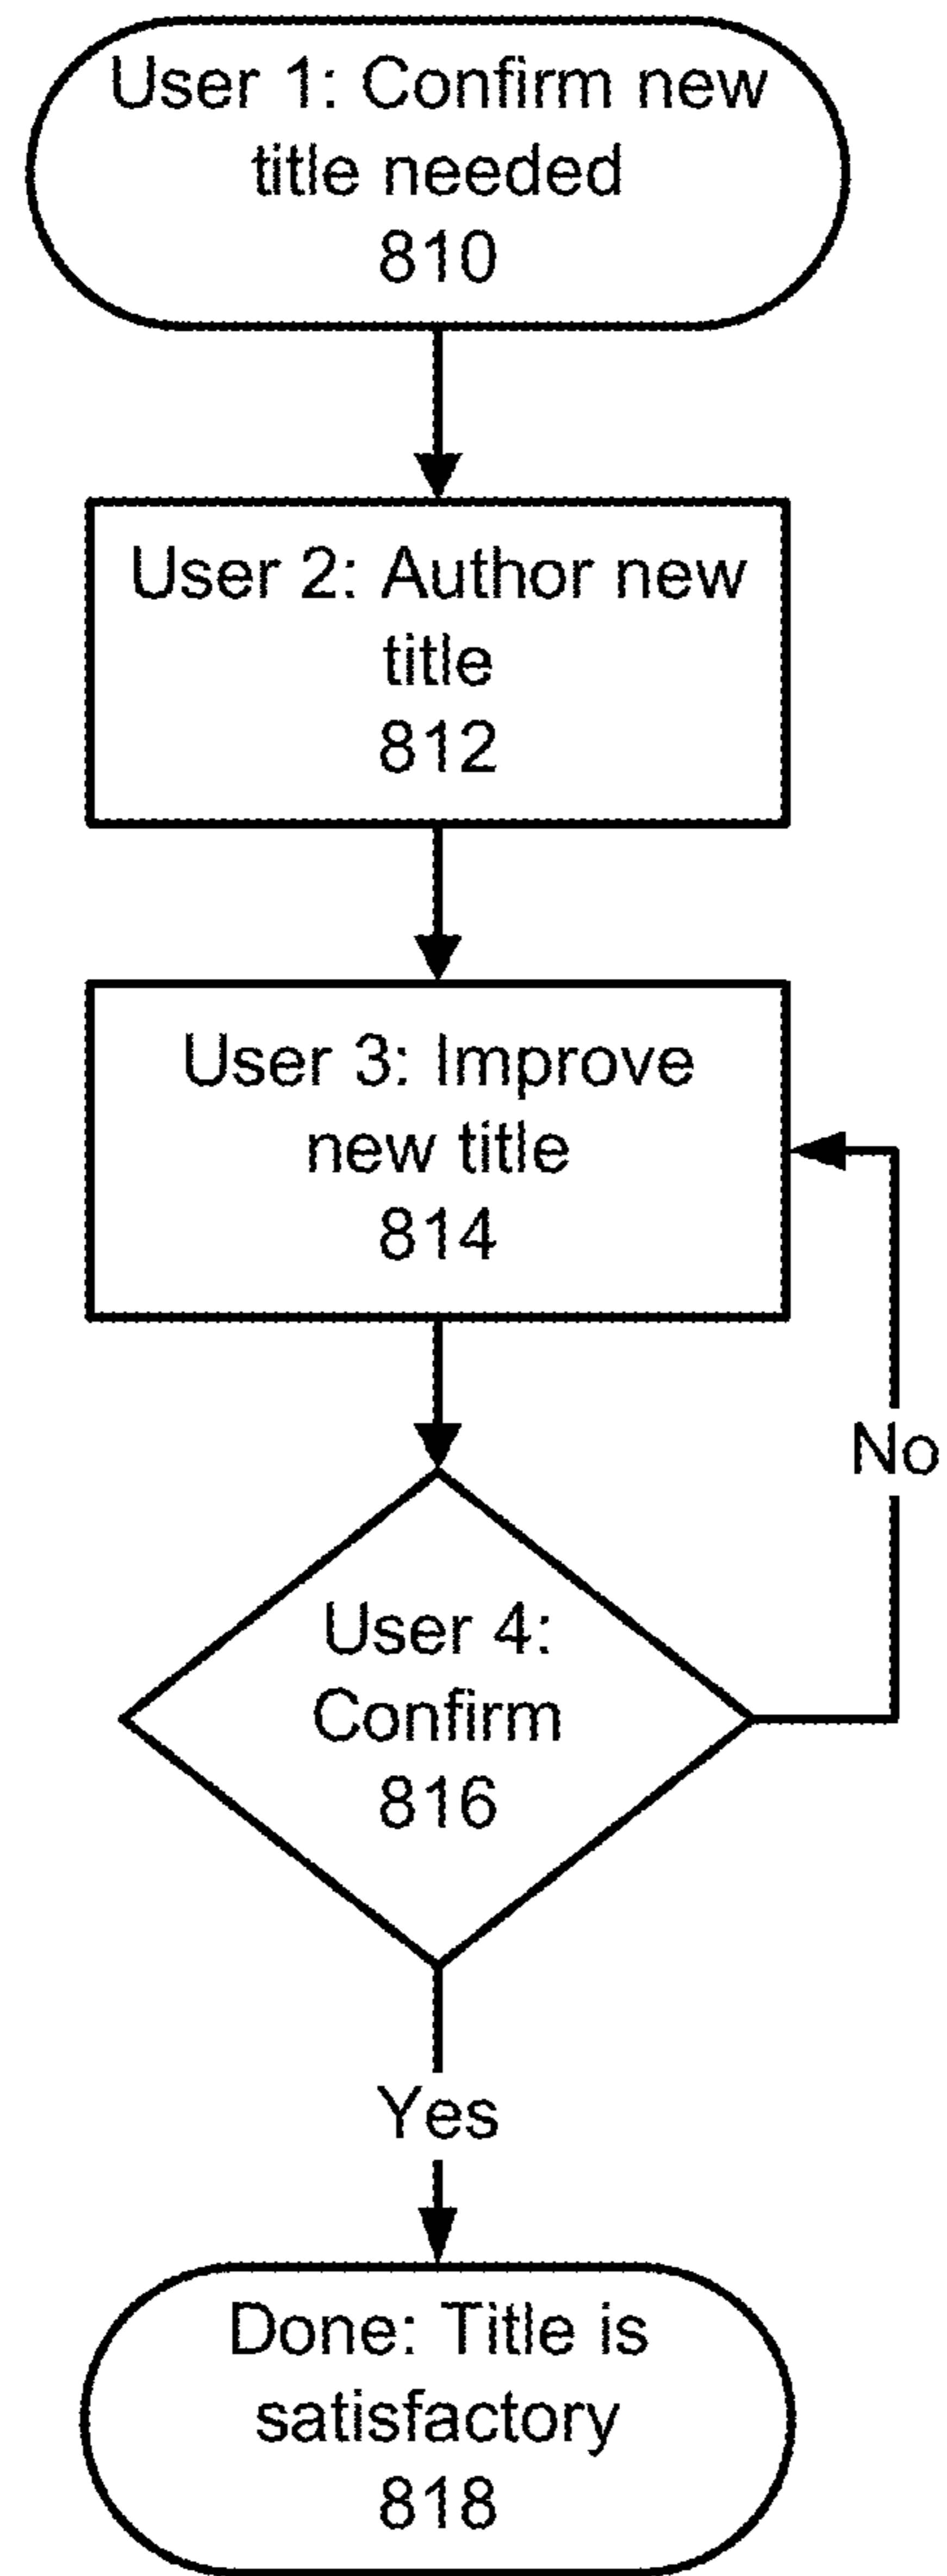 User 1: Confirm new
title needed
810
User 2: Author new
title
812
User 3: Improve
new title
814
No
User 4:
Confirm
816
Yes
Done: Title is
satisfactory
818